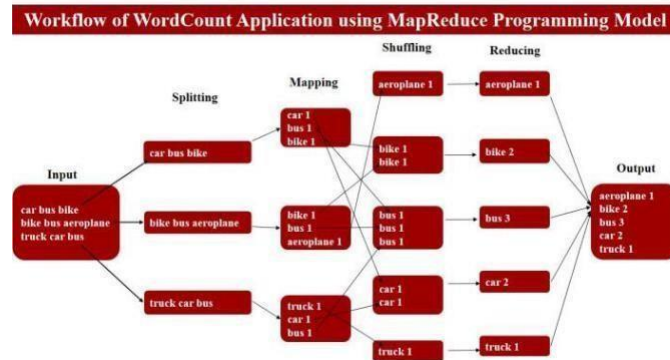 Workflow of WordCount Application using MapReduce Programming Model
Input
car bus bike
bike bus aeroplane
truck car bus
Splitting
car bus bike
bike bus aeroplane
truck car bus
Mapping
car 1
bus 1
bike 1
bike 1
bus 1
aeroplane 1
truck 1
car 1
bus 1
Shuffling
aeroplane 1
bike 1
bike 1
bus 1
bus 1
bus 1
car 1
car 1
truck 1
Reducing
aeroplane 1
bike 2
bus 3
car 2
truck 1
Output
aeroplane 1
bike 2
bus 3
car 2
truck 1